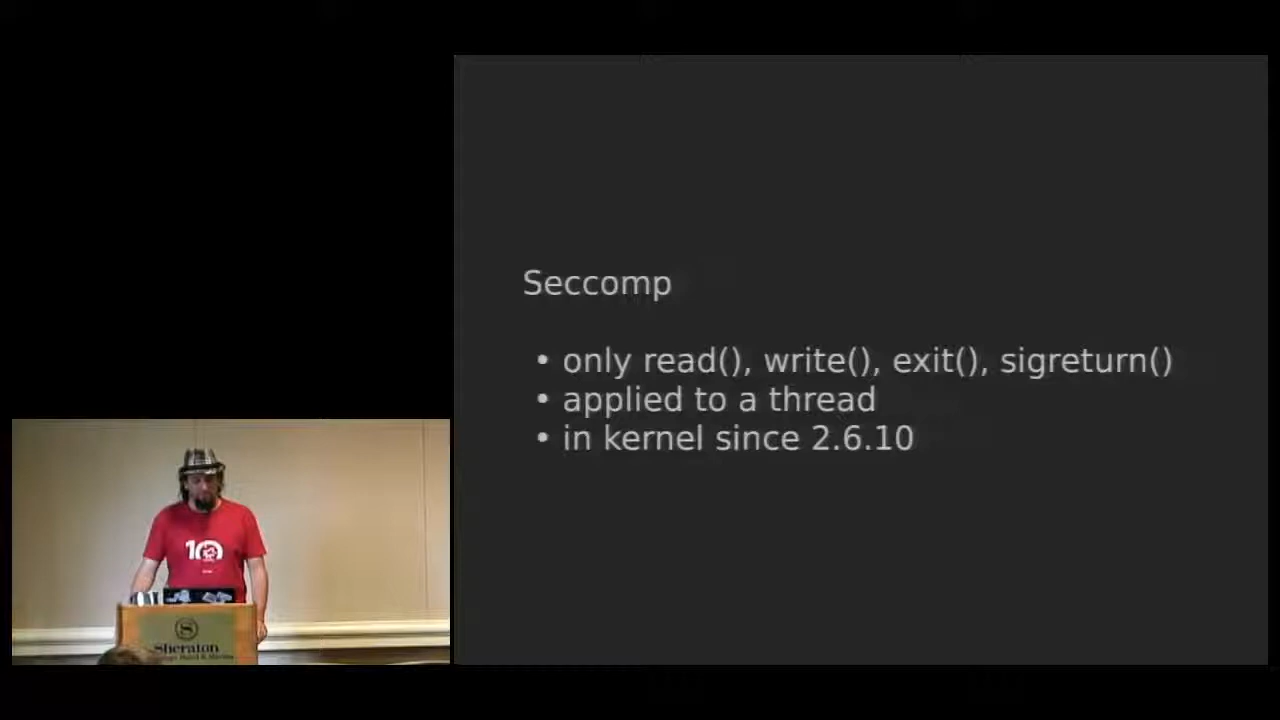 Seccomp
• only read(), write(), exit(), sigreturn()
• applied to a thread
• in kernel since 2.6.10
10
S
Sheraton